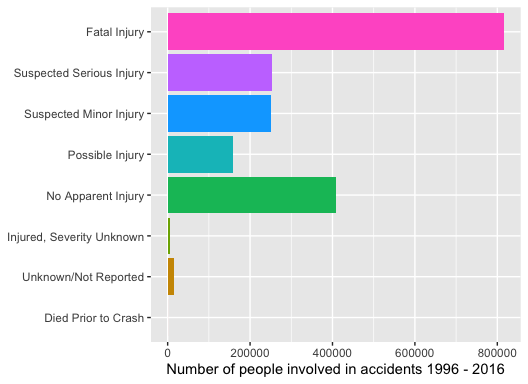 Fatal Injury
Suspected Serious Injury
Suspected Minor Injury
Possible Injury
No Apparent Injury
Injured, Severity Unknown
Unknown/Not Reported
Died Prior to Crash
0 200000 400000 600000 800000
Number of people involved in accidents 1996 - 2016